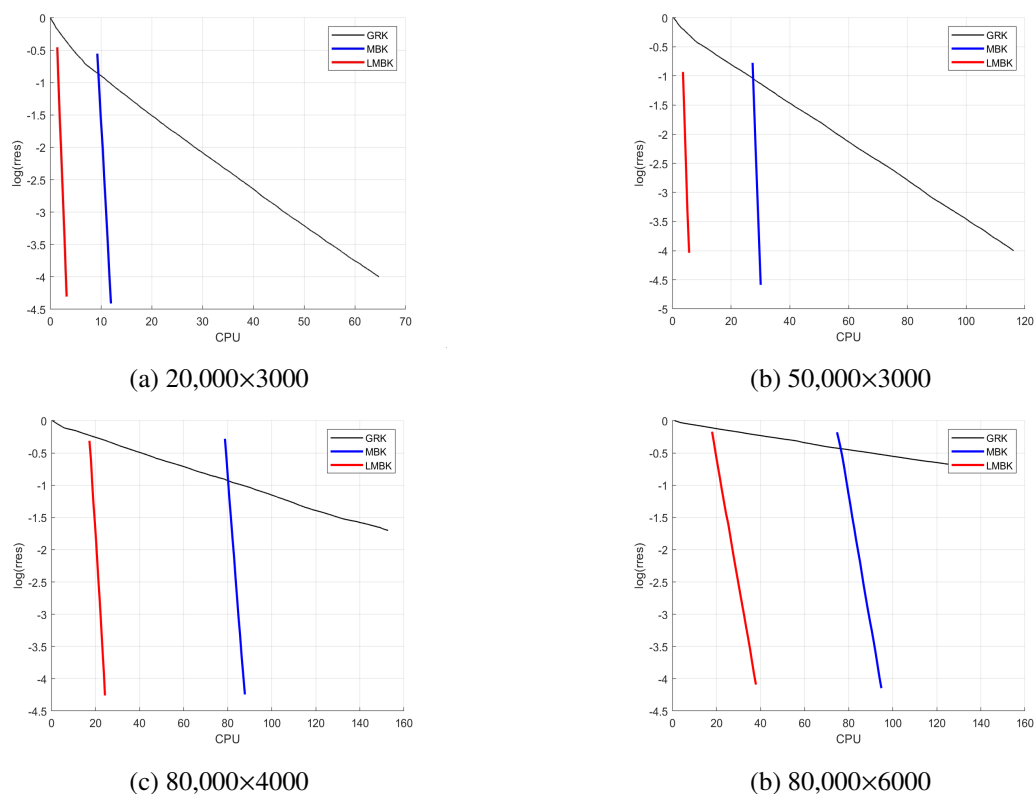 0
-0.5
-1
-1.5
-2
-2.5
-3
-3.5
-4
-4.5
log(rres)
0 10 20 30 40 50 60 70
CPU
GRK
MBK
LMBK
(a) 20,000×3000
0
-0.5
-1
-1.5
-2
-2.5
-3
-3.5
-4
-4.5
-5
log(rres)
0 20 40 60 80 100 120
CPU
GRK
MBK
LMBK
(b) 50,000×3000
0
-0.5
-1
-1.5
-2
-2.5
-3
-3.5
-4
-4.5
log(rres)
0 20 40 60 80 100 120 140 160
CPU
GRK
MBK
LMBK
(c) 80,000×4000
0
-0.5
-1
-1.5
-2
-2.5
-3
-3.5
-4
-4.5
log(rres)
0 20 40 60 80 100 120 140 160
CPU
GRK
MBK
LMBK
(b) 80,000×6000